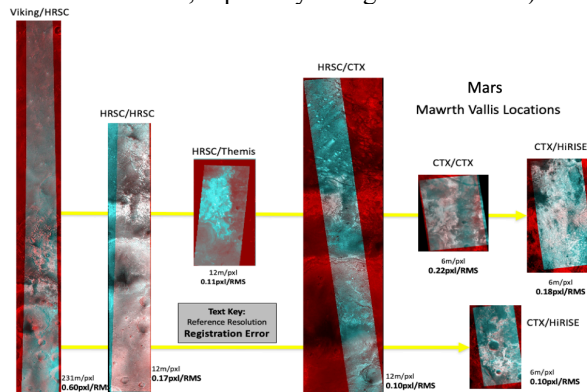 Viking/HRSC
231m/pxl
0.60pxl/RMS
HRSC/HRSC
12m/pxl
0.17pxl/RMS
HRSC/Themis
12m/pxl
0.11pxl/RMS
Text Key:
Reference Resolution
Registration Error
HRSC/CTX
12m/pxl
0.10pxl/RMS
Mars
Mawrth Vallis Locations
CTX/CTX
6m/pxl
0.22pxl/RMS
CTX/HiRISE
6m/pxl
0.18pxl/RMS
CTX/HiRISE
6m/pxl
0.10pxl/RMS